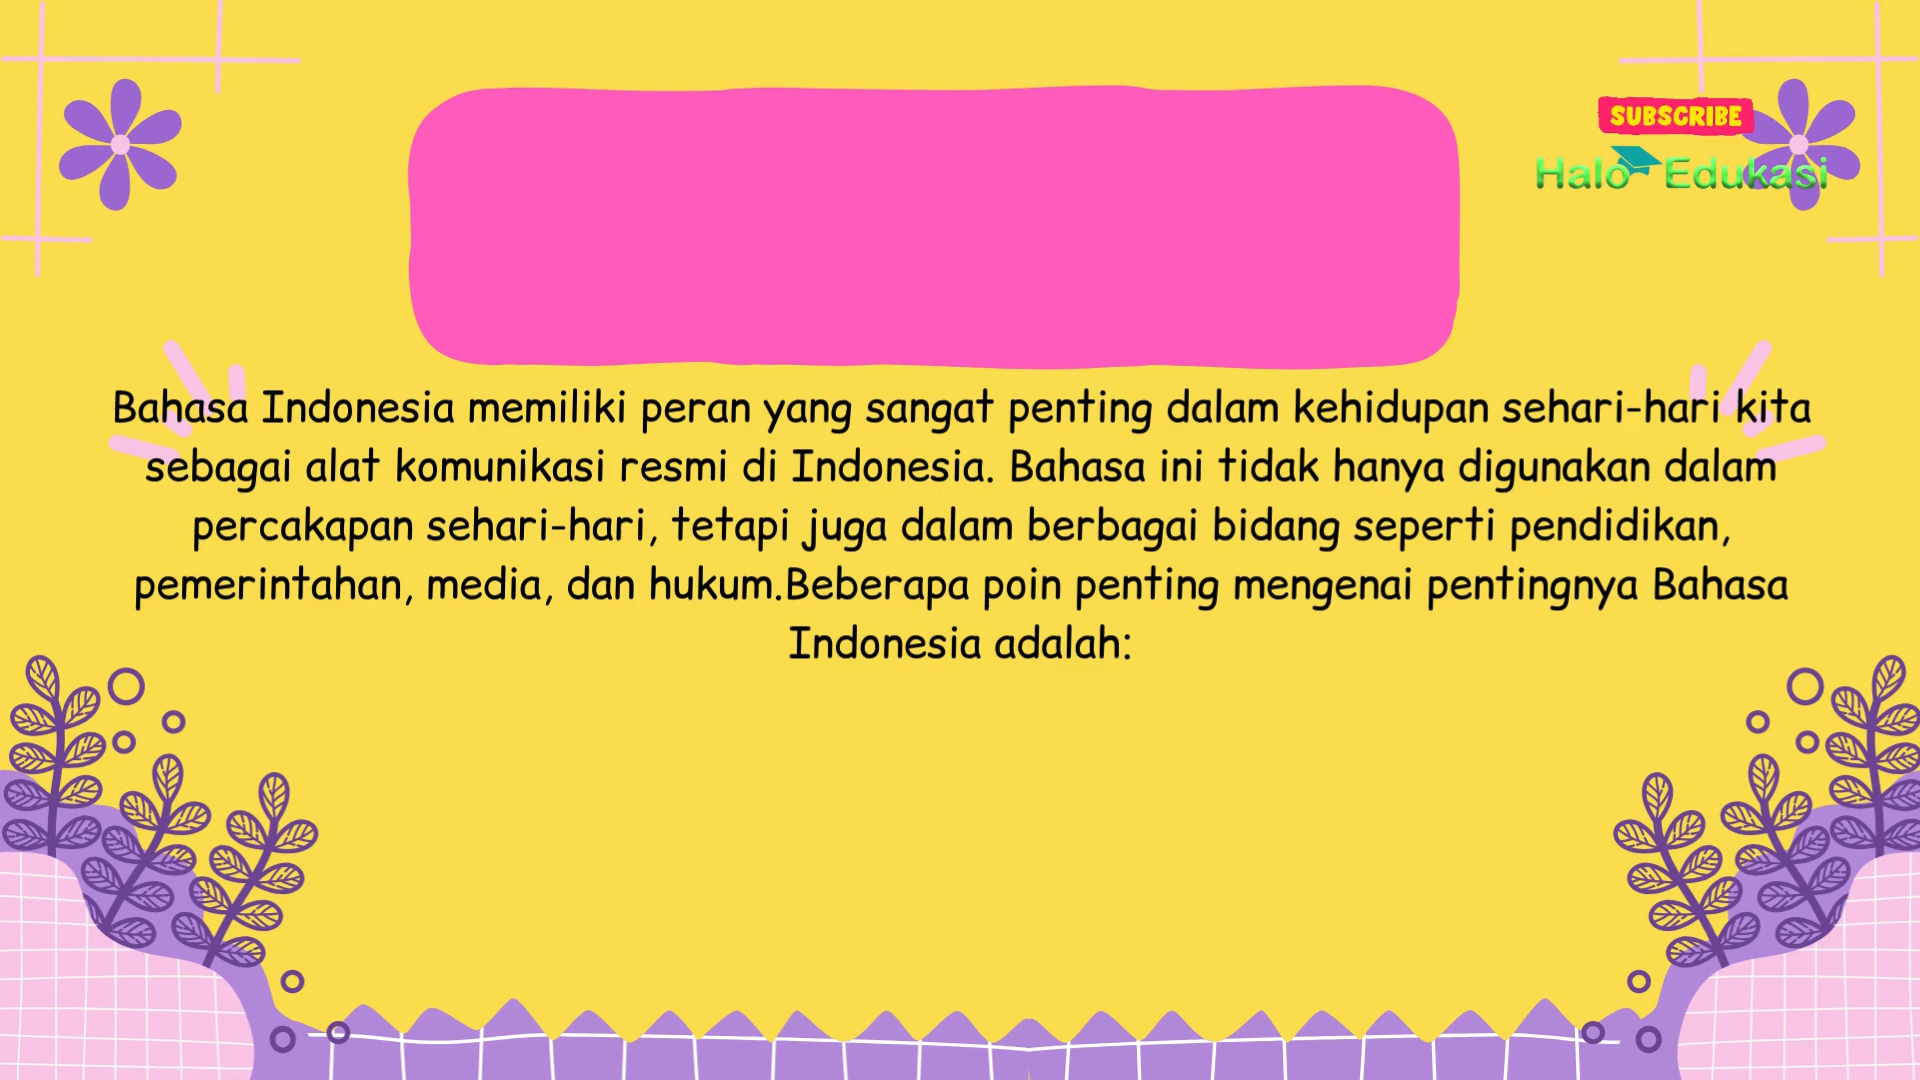 SUBSCRIBE
Halo Edukasi
Bahasa Indonesia memiliki peran yang sangat penting dalam kehidupan sehari-hari kita
sebagai alat komunikasi resmi di Indonesia. Bahasa ini tidak hanya digunakan dalam
percakapan sehari-hari, tetapi juga dalam berbagai bidang seperti pendidikan,
pemerintahan, media, dan hukum.Beberapa poin penting mengenai pentingnya Bahasa
Indonesia adalah: